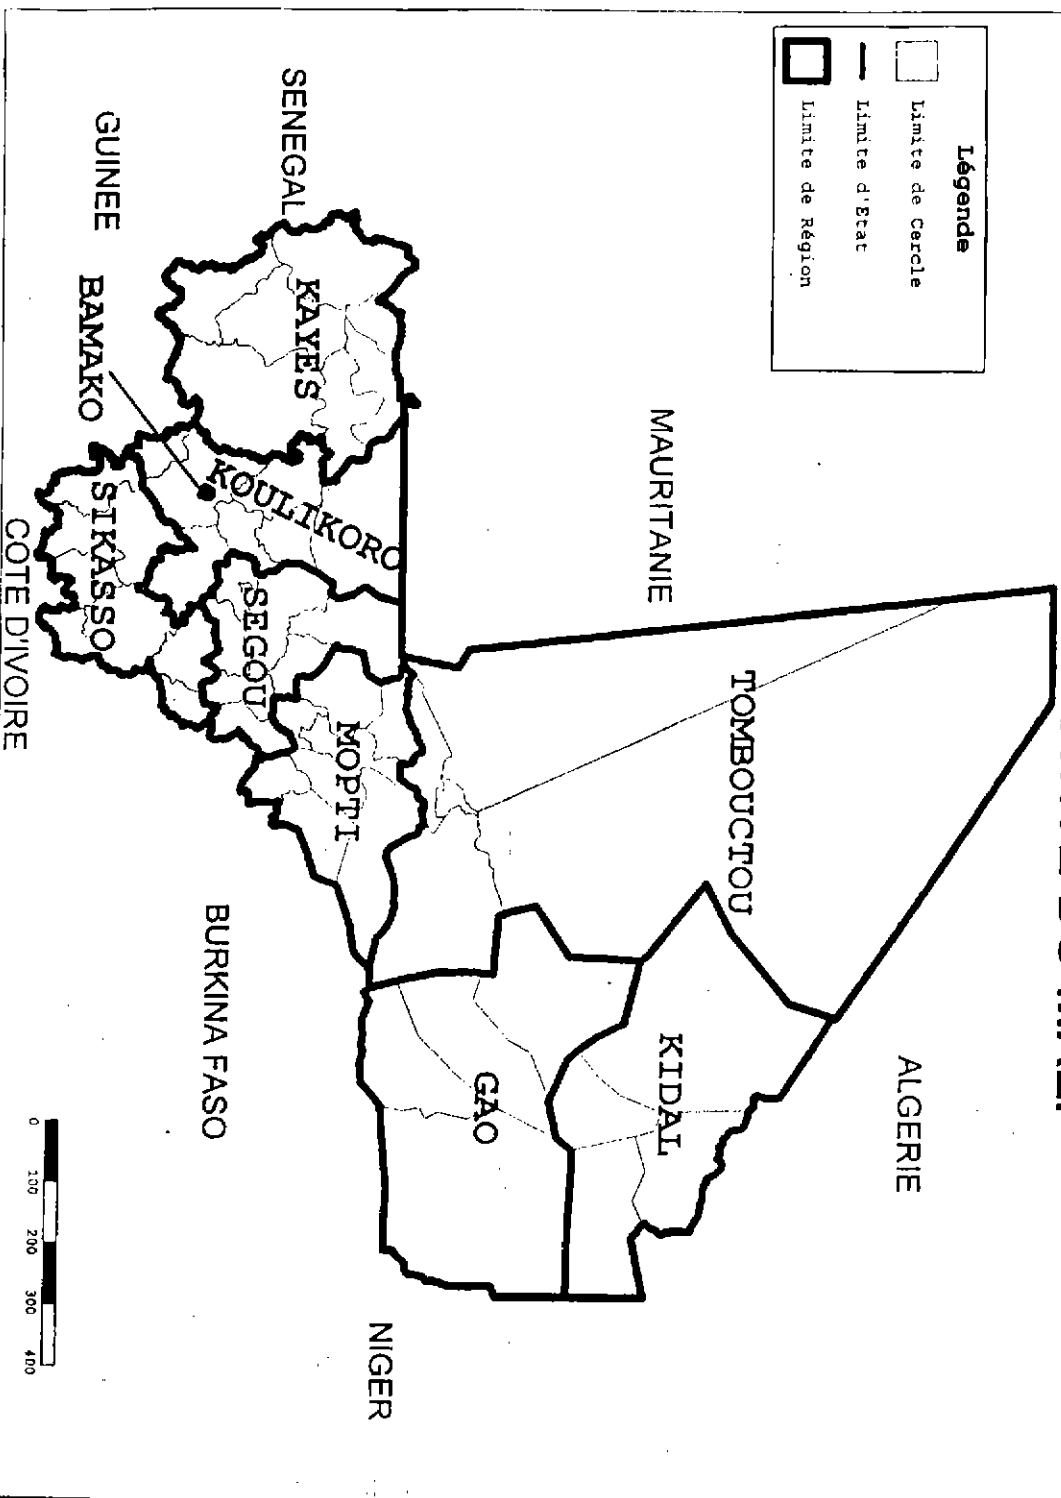 Légende
Limite de Cercle
Limite d'Etat
Limite de Région
MAURITANIE
ALGERIE
TOMBOUCTOU
KIDAL
GAO
MOPTI
SEGOU
KOULIKORO
KAYES
SIKASSO
BAMAKO
SENEGAL
GUINEE
COTE D'IVOIRE
BURKINA FASO
NIGER
0 100 200 300 400